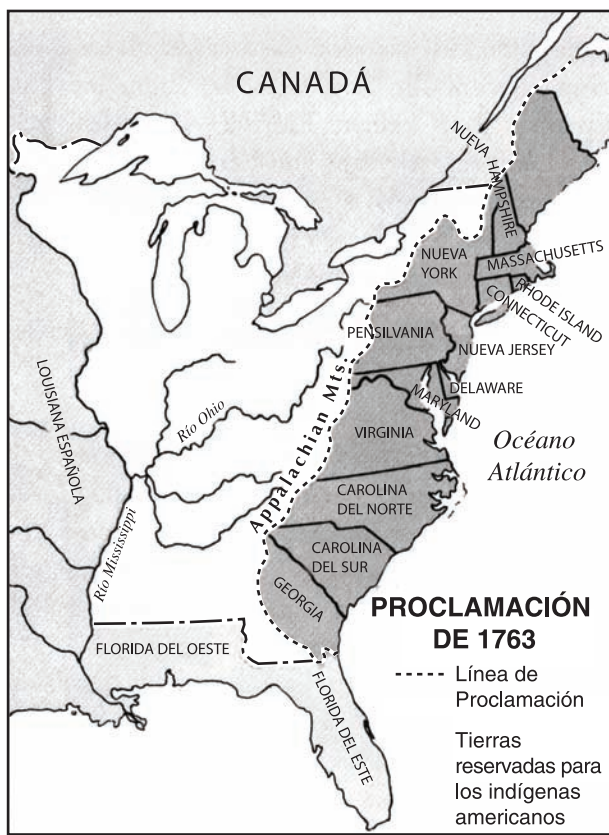 CANADÁ
NUEVA
HAMPSHIRE
NUEVA
YORK
MASSACHUSETTS
RHODE ISLAND
CONNECTICUT
PENSILVANIA
NUEVA JERSEY
DELAWARE
MARYLAND
VIRGINIA
Océano
Atlántico
Appalachian Mts.
Río Ohio
LOUISIANA ESPAÑOLA
Río Mississippi
CAROLINA
DEL NORTE
CAROLINA
DEL SUR
GEORGIA
FLORIDA DEL OESTE
FLORIDA DEL ESTE
PROCLAMACIÓN
DE 1763
Línea de
Proclamación
Tierras
reservadas para
los indígenas
americanos